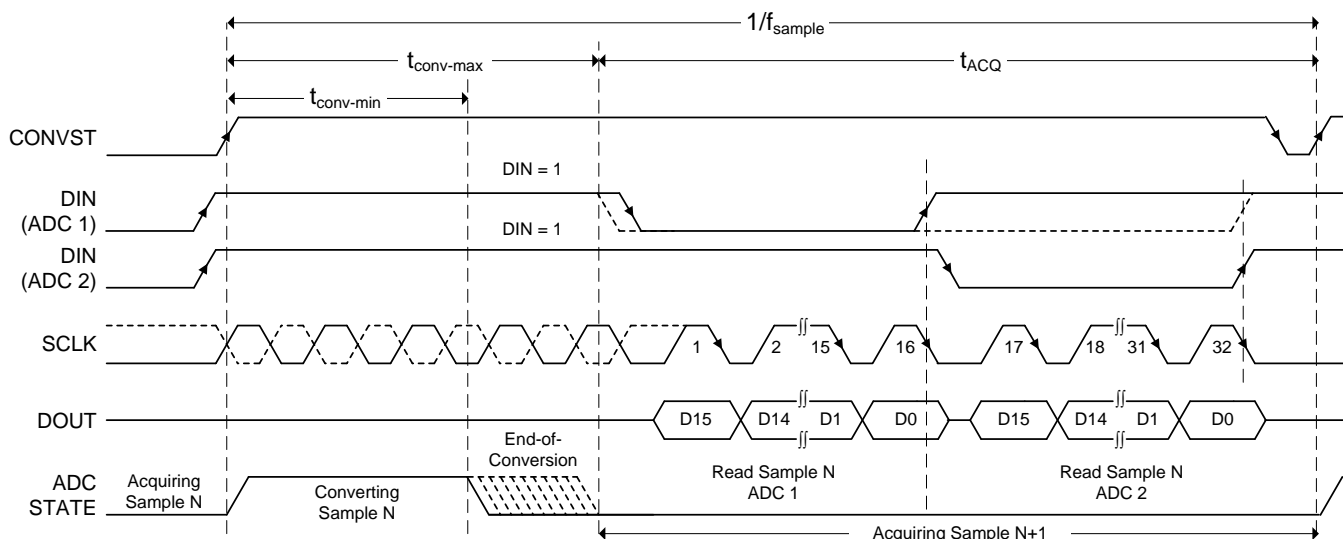 1/fsample
tconv-max
tACQ
tconv-min
CONVST
DIN = 1
DIN
(ADC 1)
DIN = 1
DIN
(ADC 2)
SCLK
1 2 15 16 17 18 31 32
DOUT
D15 D14 D1 D0 D15 D14 D1 D0
End-of-
Conversion
ADC
STATE
Acquiring
Sample N
Converting
Sample N
Read Sample N
ADC 1
Read Sample N
ADC 2
Acquiring Sample N+1